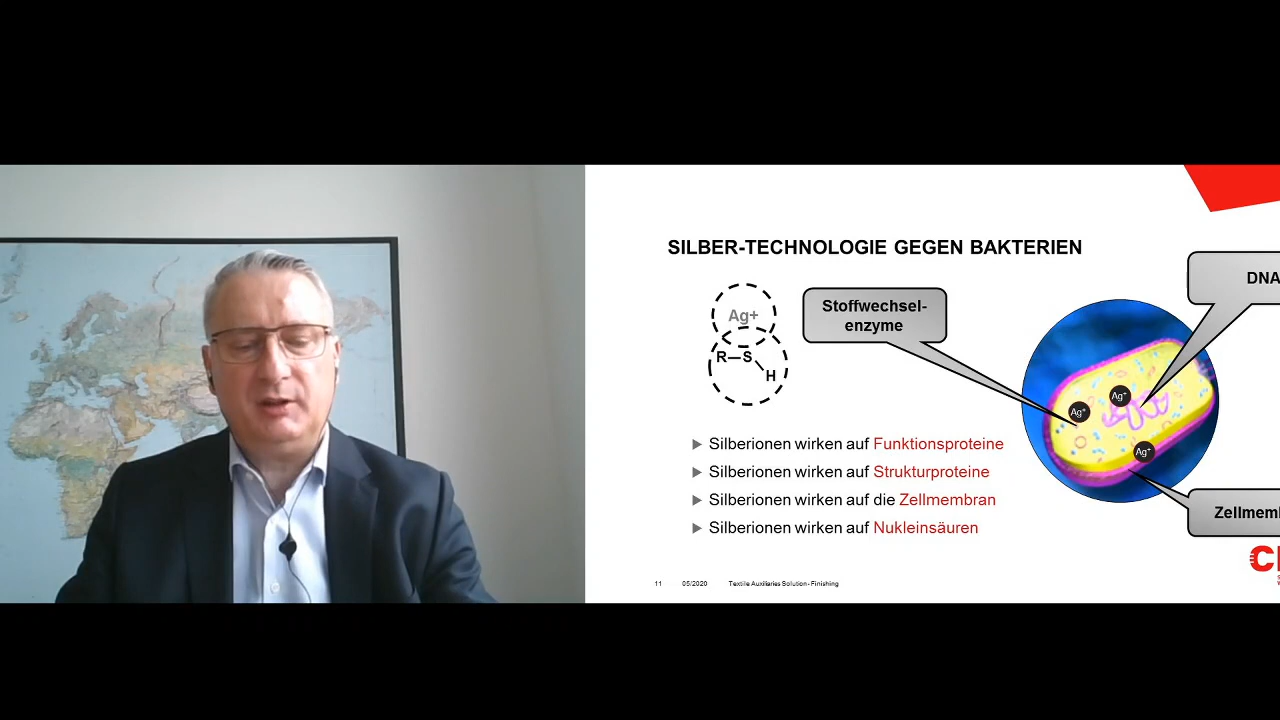 SILBER-TECHNOLOGIE GEGEN BAKTERIEN
DNA
Ag+
Stoffwechsel-
enzyme
R–S
H
Ag+
Ag+
Ag+
Silberionen wirken auf Funktionsproteine
Silberionen wirken auf Strukturproteine
Silberionen wirken auf die Zellmembran
Silberionen wirken auf Nukleinsäuren
11 05/2020 Textile Auxiliaries Solution - Finishing